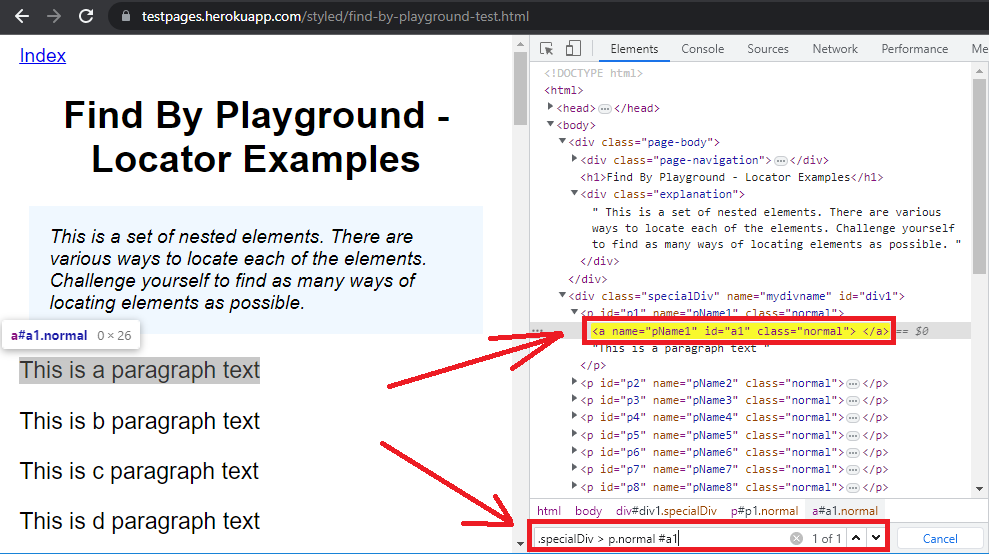 testpages.herokuapp.com/styled/find-by-playground-test.html
Index
Find By Playground -
Locator Examples
This is a set of nested elements. There are
various ways to locate each of the elements.
Challenge yourself to find as many ways of
locating elements as possible.
a#a1.normal 0 × 26
This is a paragraph text
This is b paragraph text
This is c paragraph text
This is d paragraph text
Elements Console Sources Network Performance Me
<!DOCTYPE html>
<html>
<head> ⋯ </head>
<body>
<div class="page-body">
<div class="page-navigation"> ⋯ </div>
<h1>Find By Playground - Locator Examples</h1>
<div class="explanation">
" This is a set of nested elements. There are various
ways to locate each of the elements. Challenge yourself
to find as many ways of locating elements as possible. "
</div>
</div>
<div class="specialDiv" name="mydivname" id="div1">
<p id="p1" name="pName1" class="normal">
<a name="pName1" id="a1" class="normal"> </a> == $0
"This is a paragraph text "
</p>
<p id="p2" name="pName2" class="normal"> ⋯ </p>
<p id="p3" name="pName3" class="normal"> ⋯ </p>
<p id="p4" name="pName4" class="normal"> ⋯ </p>
<p id="p5" name="pName5" class="normal"> ⋯ </p>
<p id="p6" name="pName6" class="normal"> ⋯ </p>
<p id="p7" name="pName7" class="normal"> ⋯ </p>
<p id="p8" name="pName8" class="normal"> ⋯ </p>
html body div#div1.specialDiv p#p1.normal a#a1.normal
.specialDiv > p.normal #a1 1 of 1 Cancel